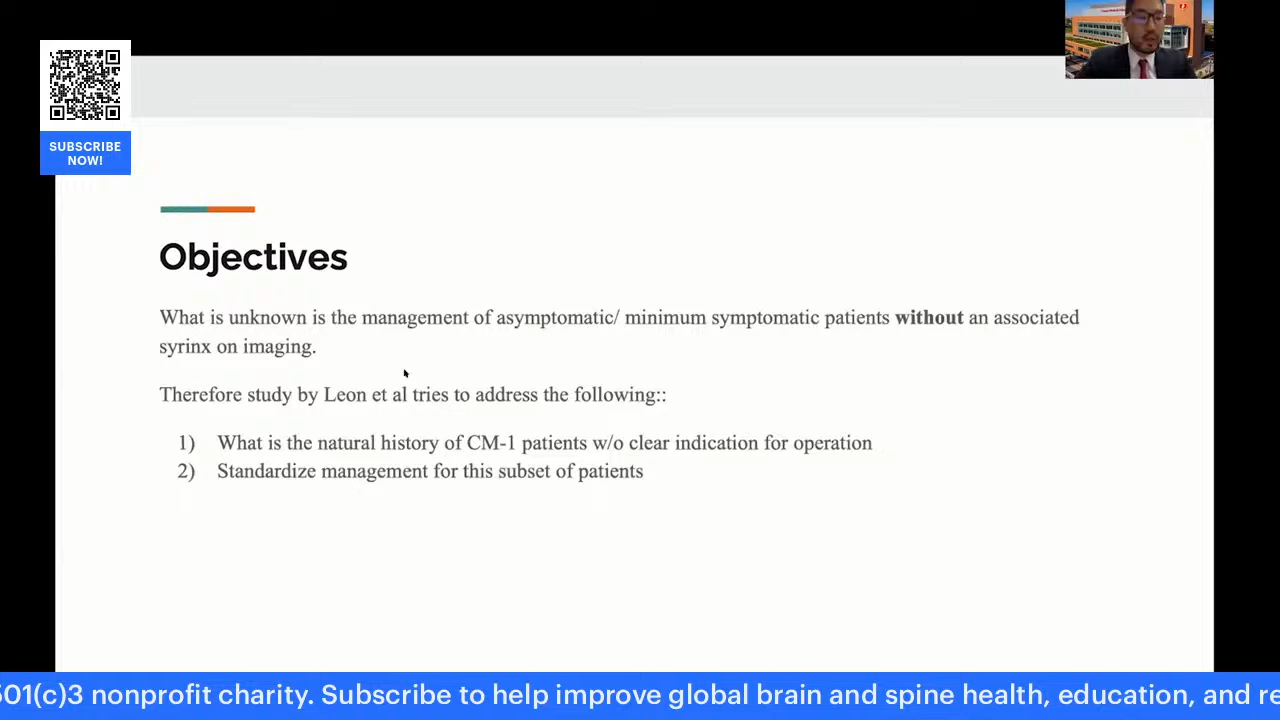 SUBSCRIBE
NOW!
Objectives
What is unknown is the management of asymptomatic/ minimum symptomatic patients without an associated
syrinx on imaging.
Therefore study by Leon et al tries to address the following::
1) What is the natural history of CM-1 patients w/o clear indication for operation
2) Standardize management for this subset of patients
501(c)3 nonprofit charity. Subscribe to help improve global brain and spine health, education, and re